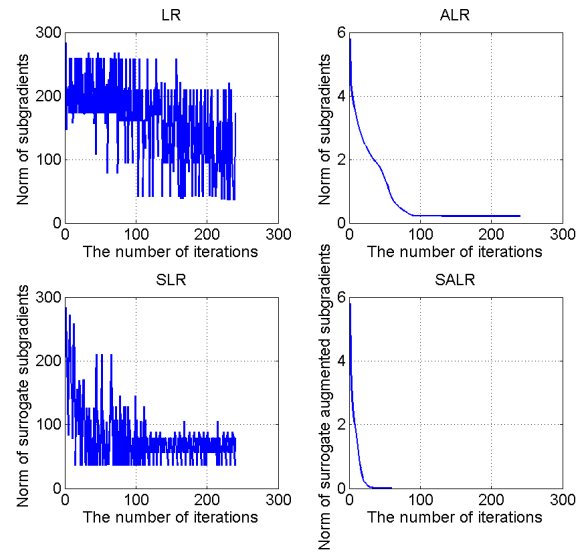 LR
Norm of subgradients
300
200
100
0
0
100
200
300
The number of iterations
ALR
Norm of subgradients
6
4
2
0
0
100
200
300
The number of iterations
SLR
Norm of surrogate subgradients
300
200
100
0
0
100
200
300
The number of iterations
SALR
Norm of surrogate augmented subgradients
6
4
2
0
0
100
200
300
The number of iterations